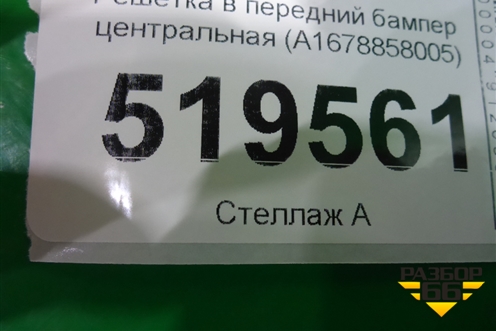 Решетка в передний бампер
центральная (A1678858005)
519561
Стеллаж А
РАЗБОР
66